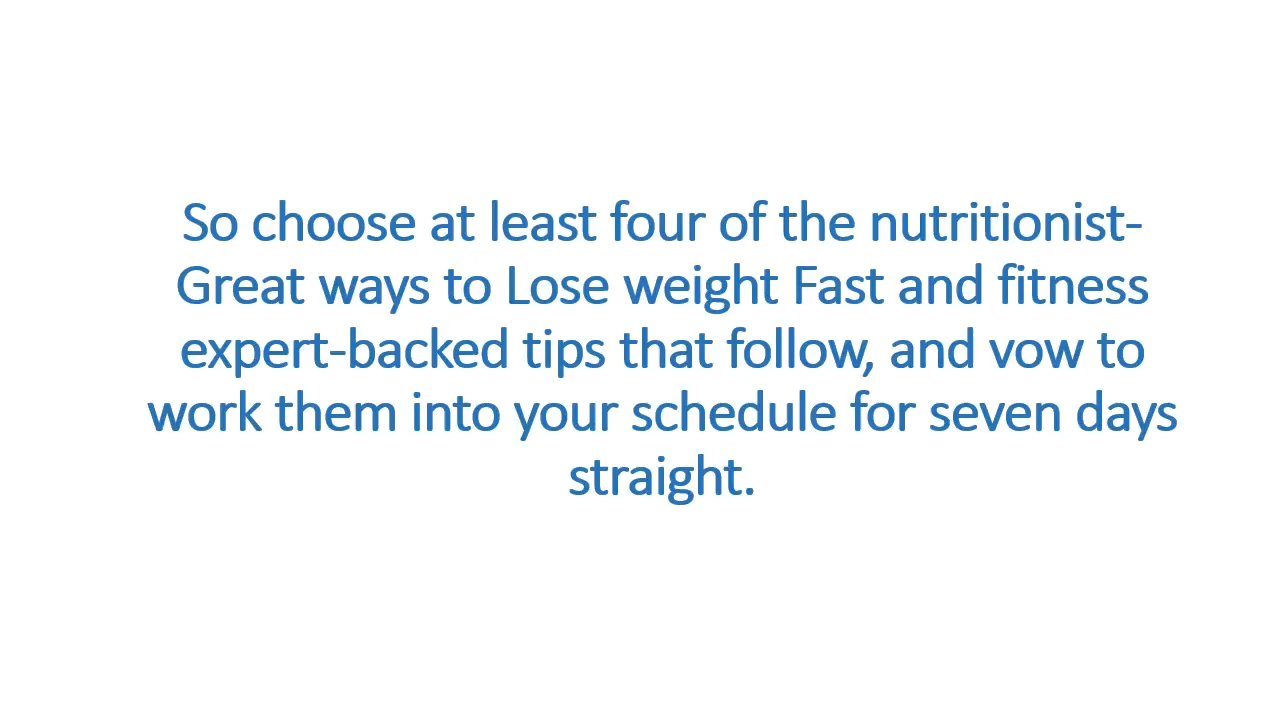 So choose at least four of the nutritionist-
Great ways to Lose weight Fast and fitness
expert-backed tips that follow, and vow to
work them into your schedule for seven days
straight.